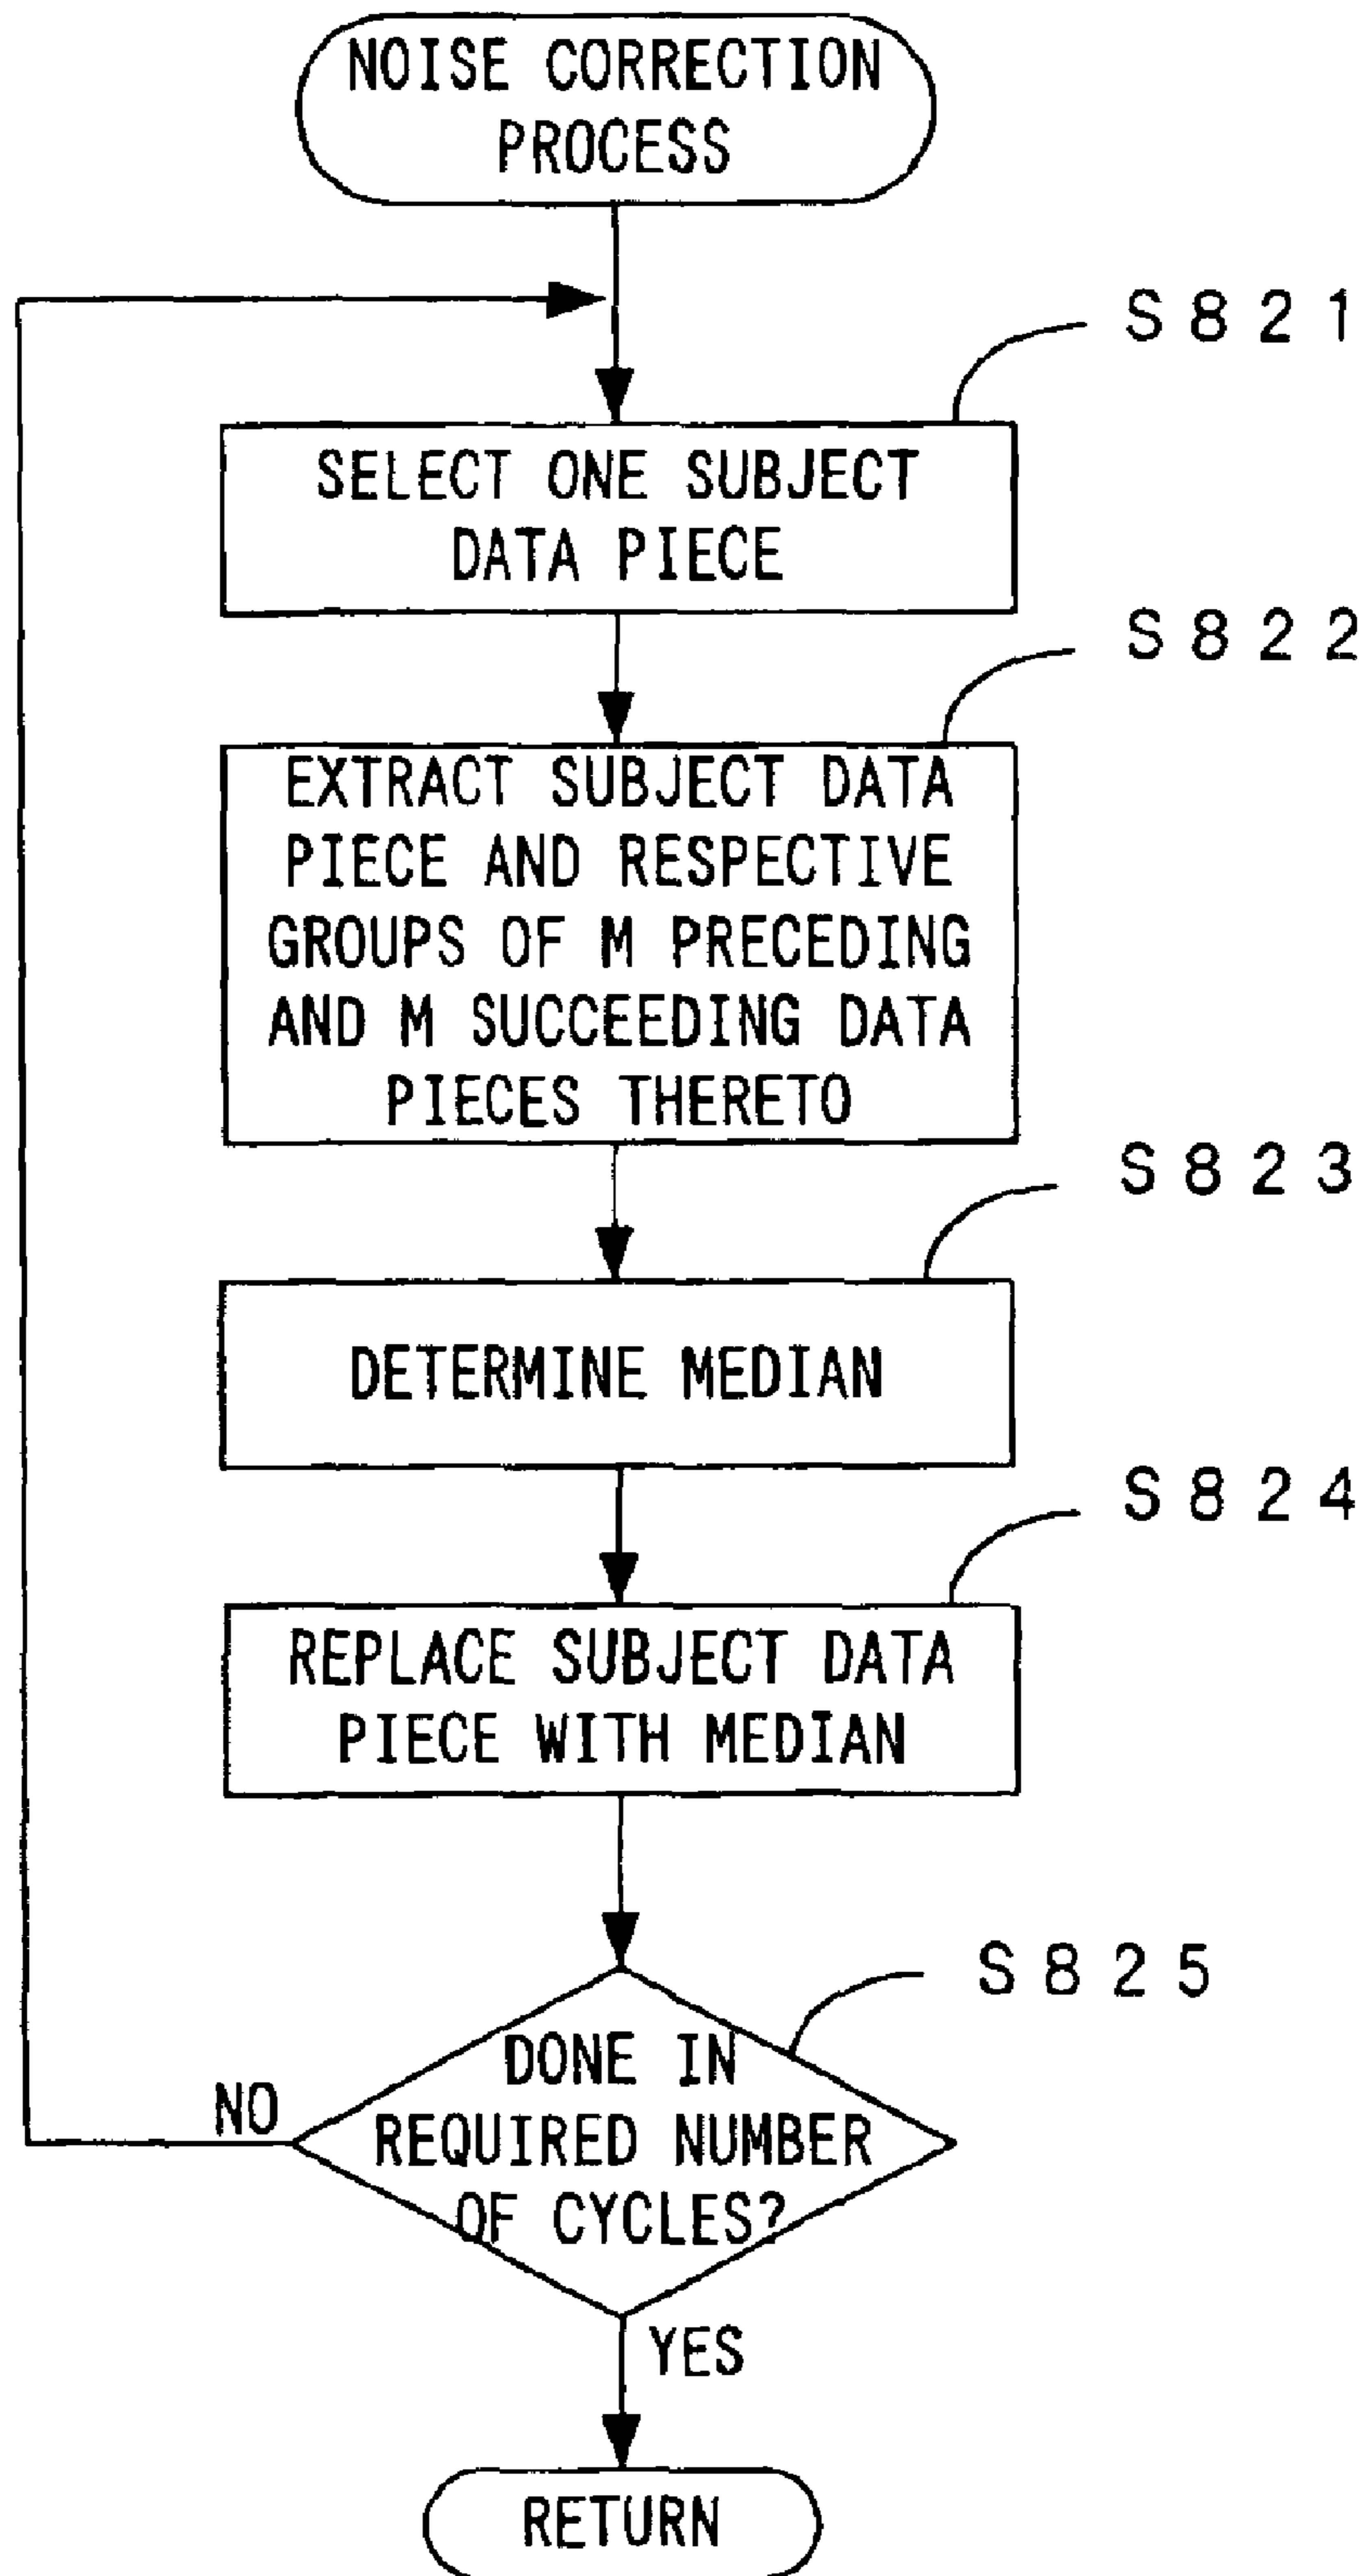 NOISE CORRECTION
PROCESS
S821
SELECT ONE SUBJECT
DATA PIECE
S822
EXTRACT SUBJECT DATA
PIECE AND RESPECTIVE
GROUPS OF M PRECEDING
AND M SUCCEEDING DATA
PIECES THERETO
S823
DETERMINE MEDIAN
S824
REPLACE SUBJECT DATA
PIECE WITH MEDIAN
S825
DONE IN
REQUIRED NUMBER
OF CYCLES?
NO
YES
RETURN